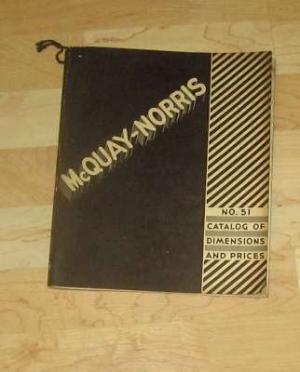 McQUAY-NORRIS
NO. 51
CATALOG OF
DIMENSIONS
AND PRICES